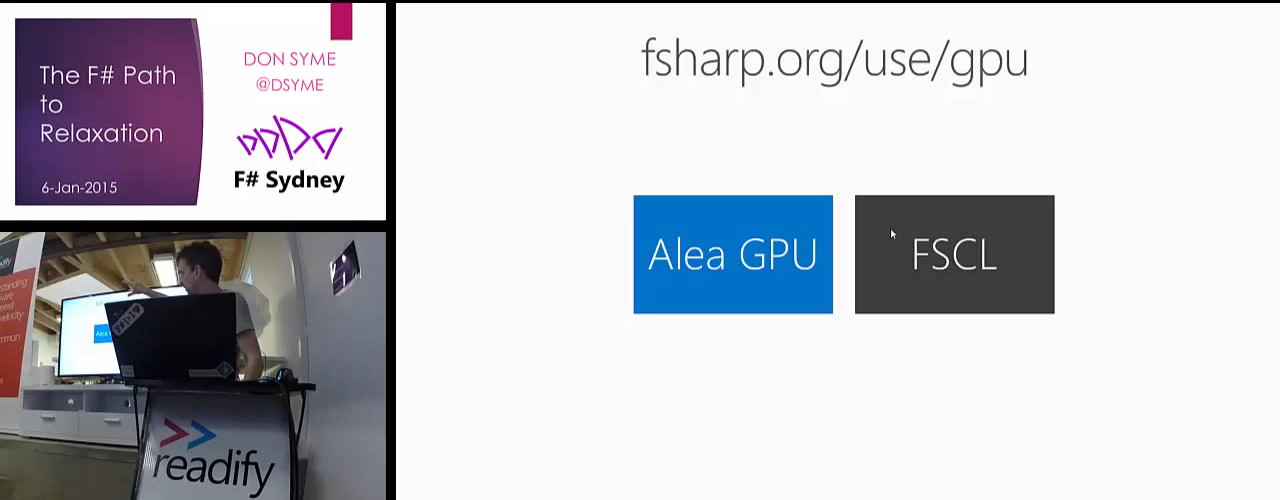 The F# Path
to
Relaxation
6-Jan-2015
DON SYME
@DSYME
F# Sydney
fsharp.org/use/gpu
Alea GPU
FSCL
readify